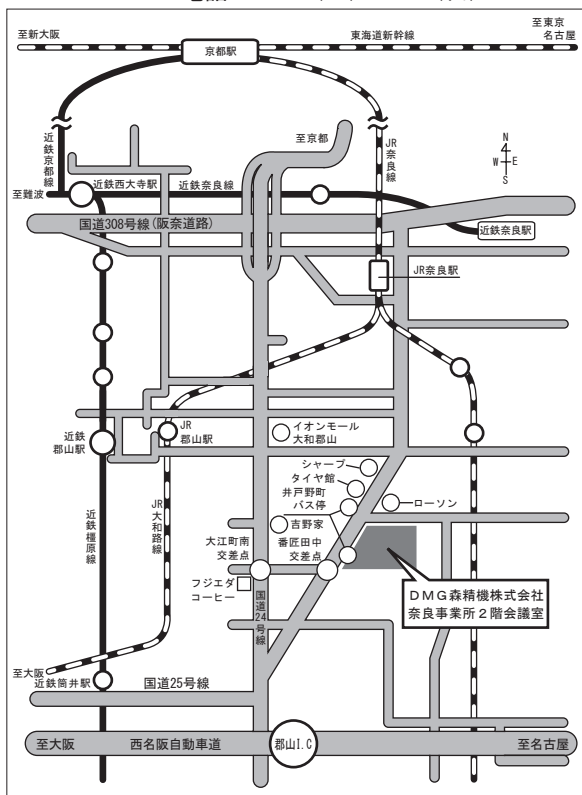 至新大阪
東海道新幹線
至東京
名古屋
京都駅
近鉄京都線
至京都
JR奈良線
N
W E
S
至難波
近鉄西大寺駅
近鉄奈良線
国道308号線(阪奈道路)
近鉄奈良駅
JR奈良駅
近鉄
郡山駅
JR
郡山駅
イオンモール
大和郡山
シャープ
タイヤ館
井戸野町
バス停
ローソン
吉野家
近鉄橿原線
JR大和路線
大江町南
交差点
番匠田中
交差点
フジエダ
コーヒー
国道24号線
DMG森精機株式会社
奈良事業所2階会議室
至大阪
近鉄筒井駅
国道25号線
至大阪
西名阪自動車道
郡山I.C
至名古屋